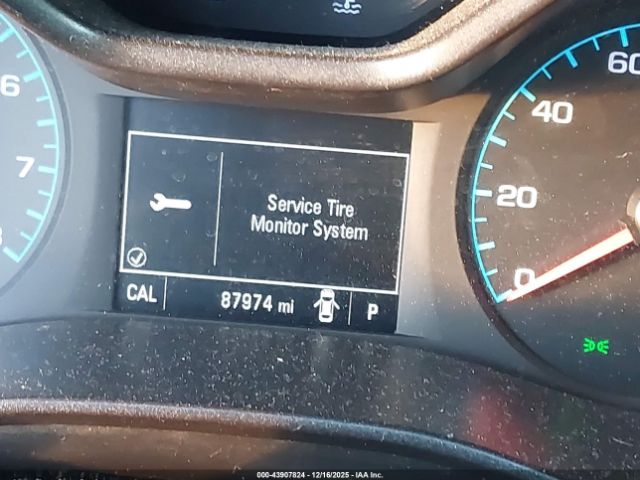 6
7
8
Service Tire
Monitor System
CAL
87974 mi
P
60
40
20
0
000-43907824 - 12/16/2025 - IAA Inc.